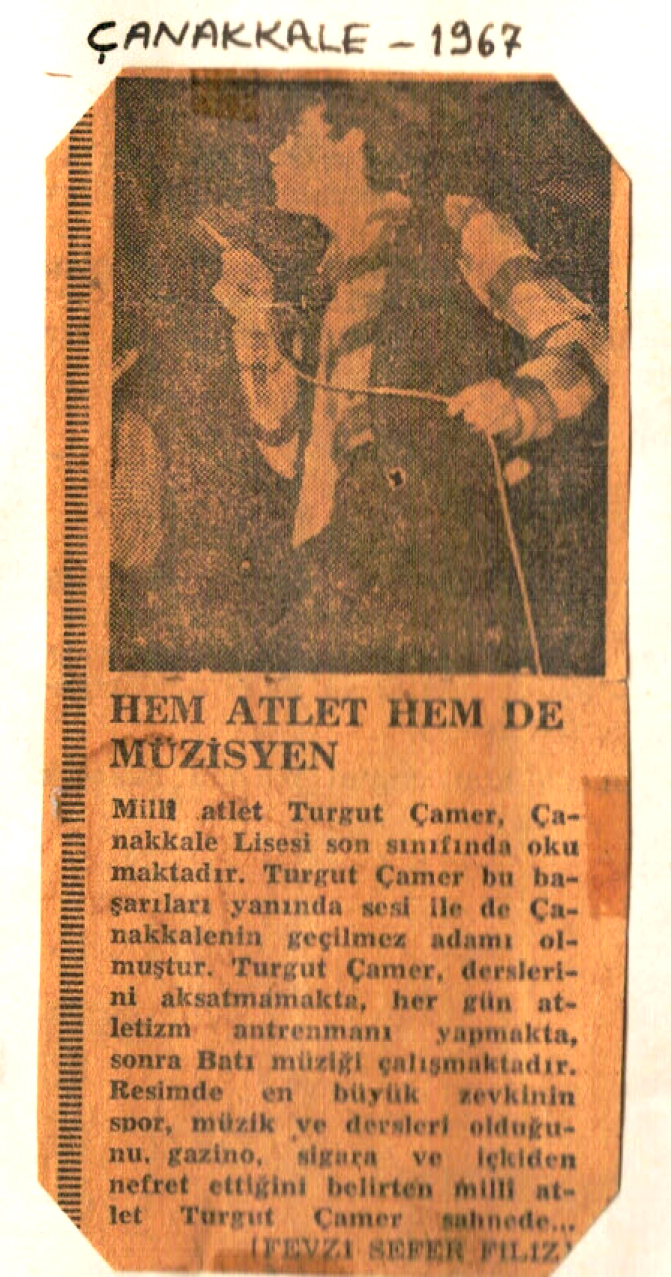 ÇANAKKALE - 1967
HEM ATLET HEM DE
MÜZİSYEN
Milli atlet Turgut Çamer, Ça-
nakkale Lisesi son sınıfında oku
maktadır. Turgut Çamer bu ba-
şarıları yanında sesi ile de Ça-
nakkalenin geçilmez adamı ol-
muştur. Turgut Çamer, dersleri-
ni aksatmamakta, her gün at-
letizm antrenmanı yapmakta,
sonra Batı müziği çalışmaktadır.
Resimde en büyük zevkinin
spor, müzik ve dersleri olduğu-
nu, gazino, sigara ve içkiden
nefret ettiğini belirten milli at-
let Turgut Çamer sahnede...
(FEVZİ SEFER FİLİZ)